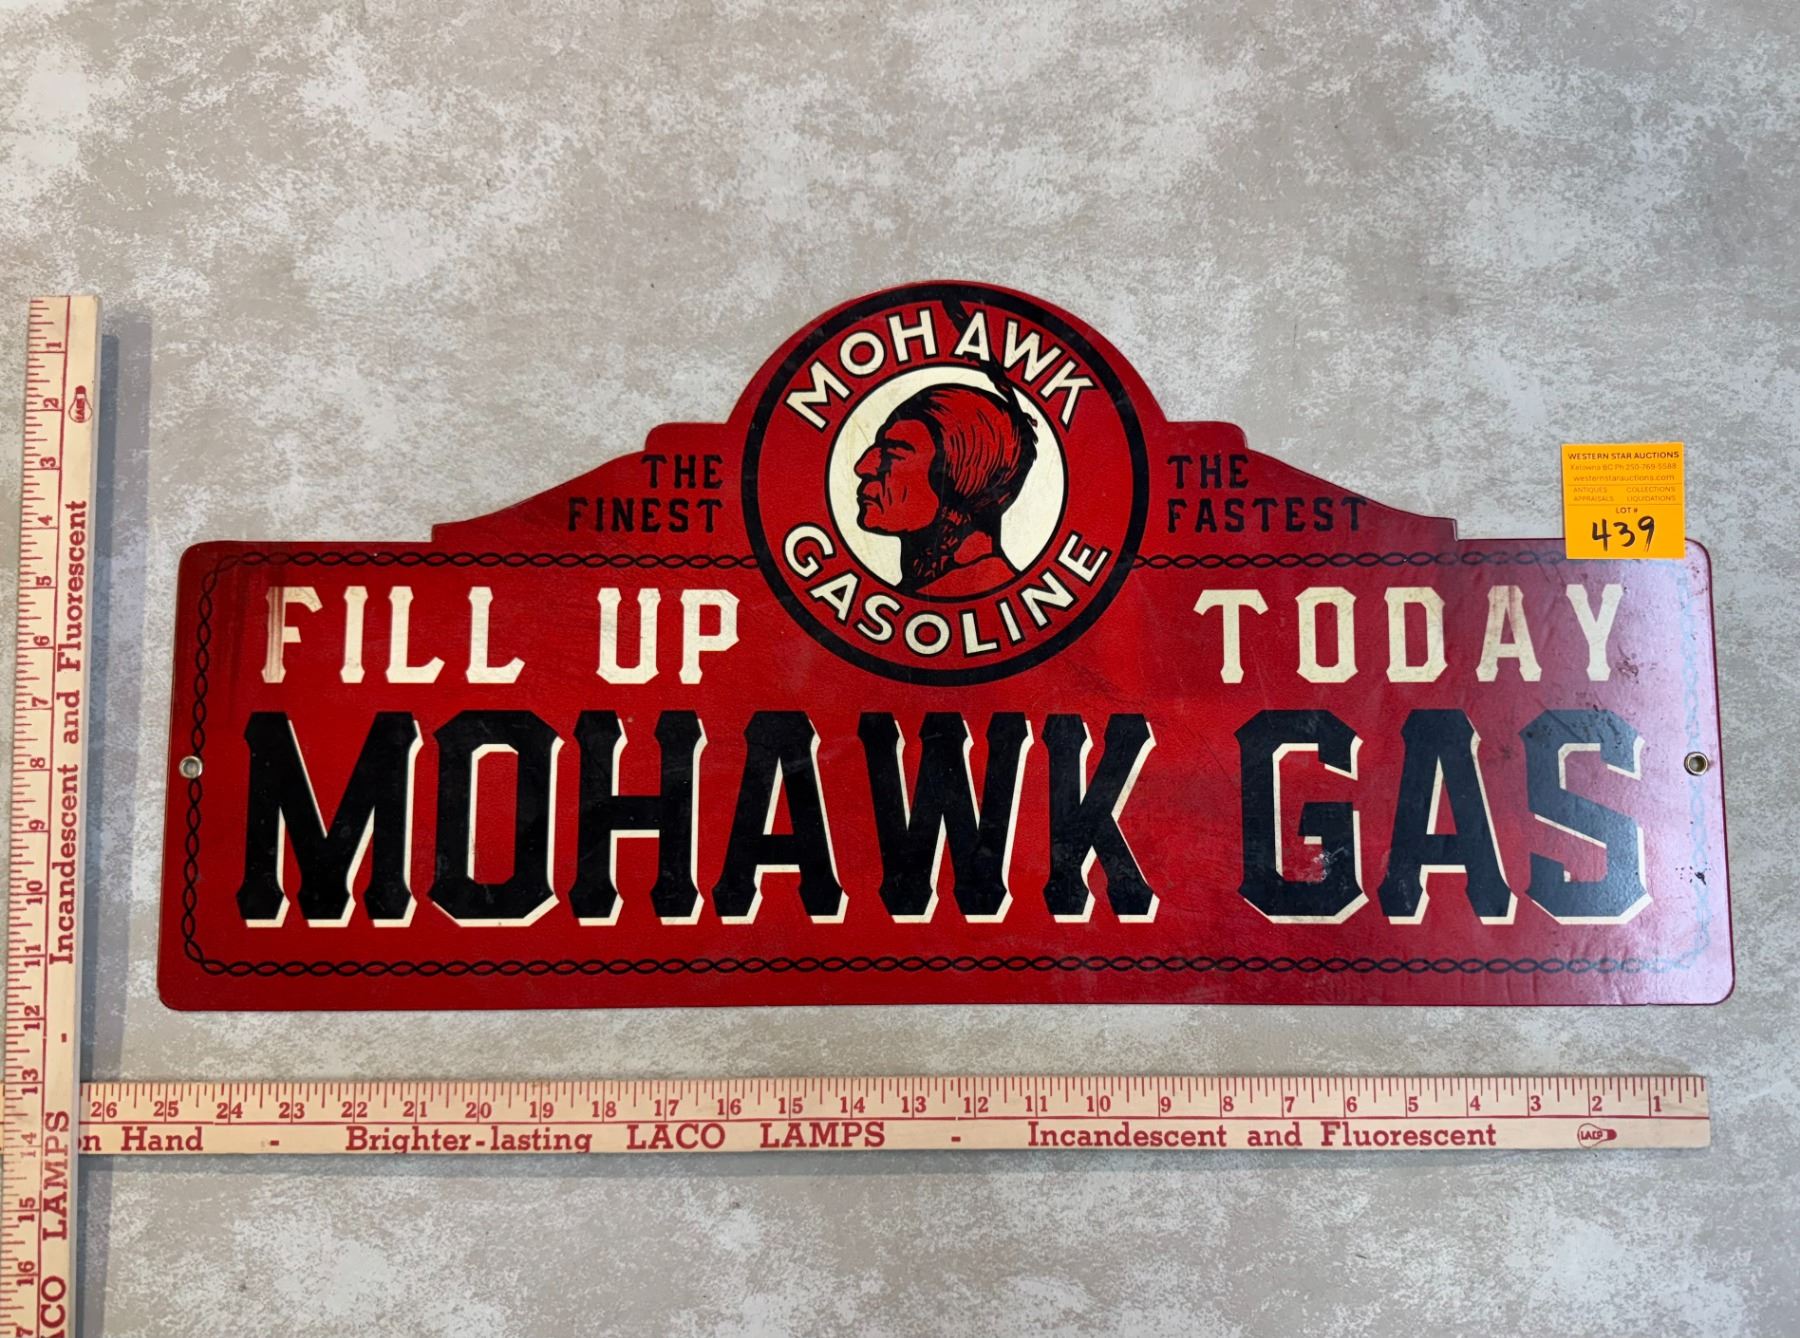 MOHAWK
GASOLINE
THE
FINEST
THE
FASTEST
FILL UP TODAY
MOHAWK GAS
WESTERN STAR AUCTIONS
Kelowna BC Ph 250-769-5588
westernstarauctions.com
ANTIQUES COLLECTIONS
APPRAISALS LIQUIDATIONS
LOT #
439
1 2 3 4 5 6 7 8 9 10 11 12 13 14 15 16
LACO LAMPS - Incandescent and Fluorescent
26 25 24 23 22 21 20 19 18 17 16 15 14 13 12 11 10 9 8 7 6 5 4 3 2 1
on Hand - Brighter-lasting LACO LAMPS - Incandescent and Fluorescent
LACO